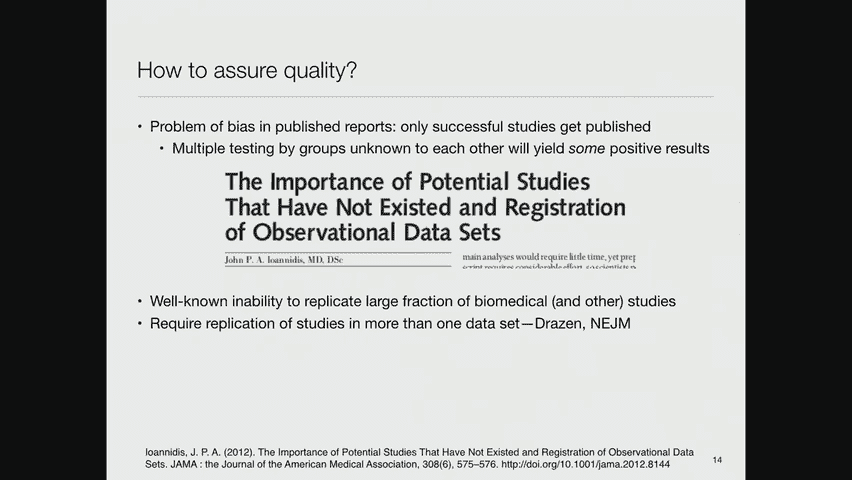 How to assure quality?
• Problem of bias in published reports: only successful studies get published
• Multiple testing by groups unknown to each other will yield some positive results
The Importance of Potential Studies
That Have Not Existed and Registration
of Observational Data Sets
John P. A. Ioannidis, MD, DSc
main analyses would require little time, yet prep
script requires considerable effort, so scientists m
• Well-known inability to replicate large fraction of biomedical (and other) studies
• Require replication of studies in more than one data set—Drazen, NEJM
Ioannidis, J. P. A. (2012). The Importance of Potential Studies That Have Not Existed and Registration of Observational Data
Sets. JAMA : the Journal of the American Medical Association, 308(6), 575–576. http://doi.org/10.1001/jama.2012.8144
14